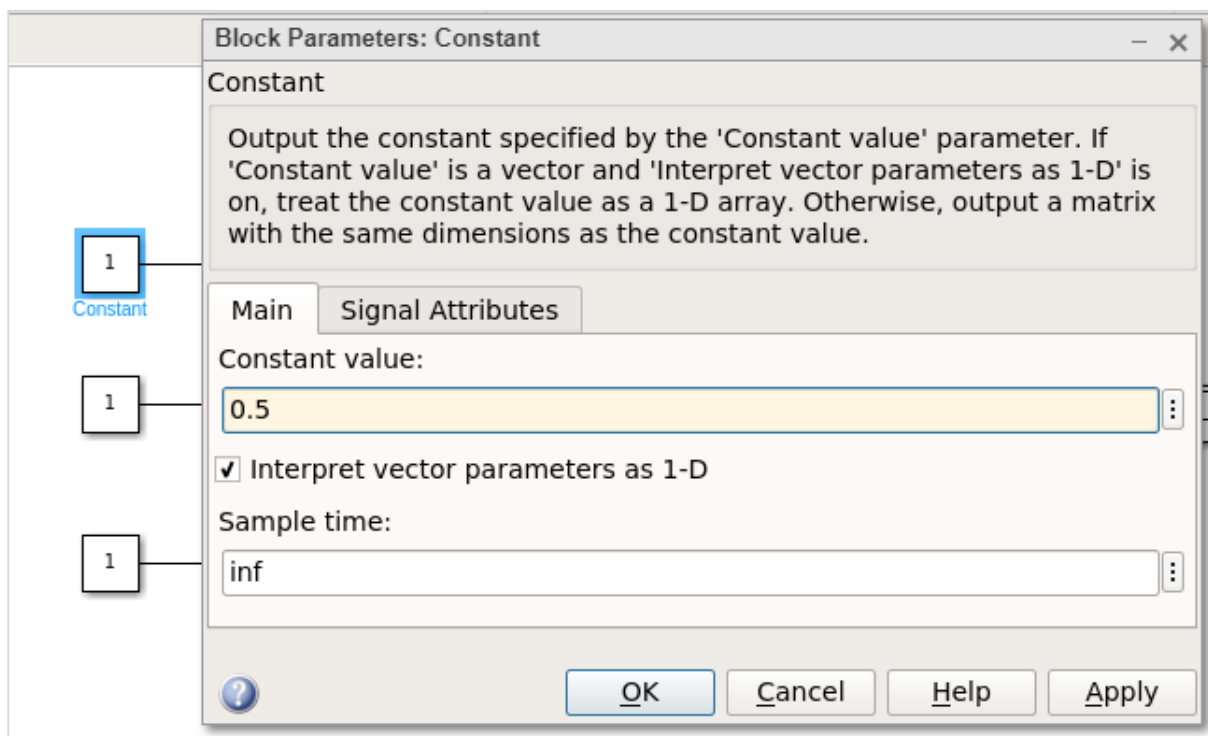 Block Parameters: Constant
Constant
Output the constant specified by the 'Constant value' parameter. If
'Constant value' is a vector and 'Interpret vector parameters as 1-D' is
on, treat the constant value as a 1-D array. Otherwise, output a matrix
with the same dimensions as the constant value.
1
Constant
Main
Signal Attributes
Constant value:
0.5
1
Interpret vector parameters as 1-D
Sample time:
1
inf
?
OK
Cancel
Help
Apply